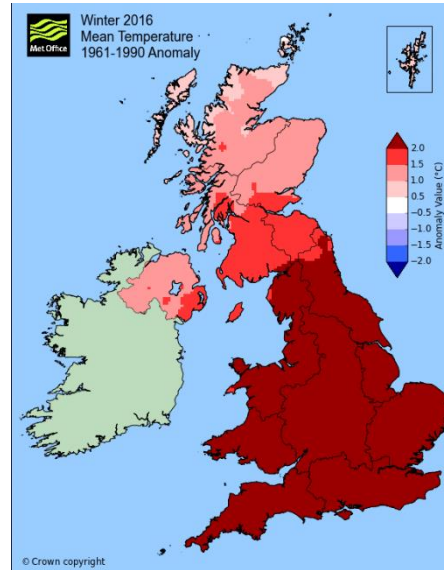 Met Office
Winter 2016
Mean Temperature
1961-1990 Anomaly
2.0
1.5
1.0
0.5
−0.5
−1.0
−1.5
−2.0
Anomaly Value (°C)
© Crown copyright